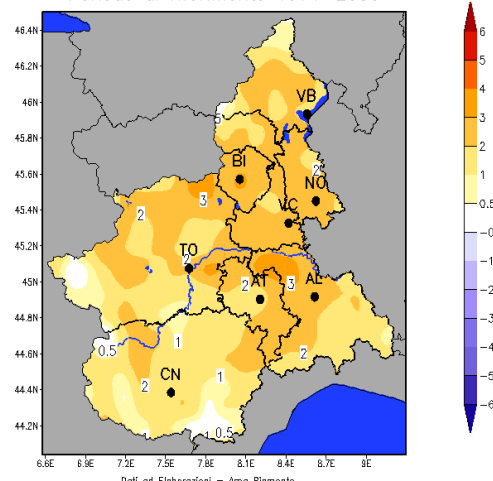 46.4N
46.2N
46N
45.8N
45.6N
45.4N
45.2N
45N
44.8N
44.6N
44.4N
44.2N
VB
BI
2
NO
3
VC
2
TO
2
2
AT
3
AL
0.5
1
2
2
1
CN
0.5
6.6E
6.9E
7.2E
7.5E
7.8E
8.1E
8.4E
8.7E
9E
Dati ed Elaborazioni
6
5
4
3
2
1
0.5
-0
-1
-2
-3
-4
-5
-6